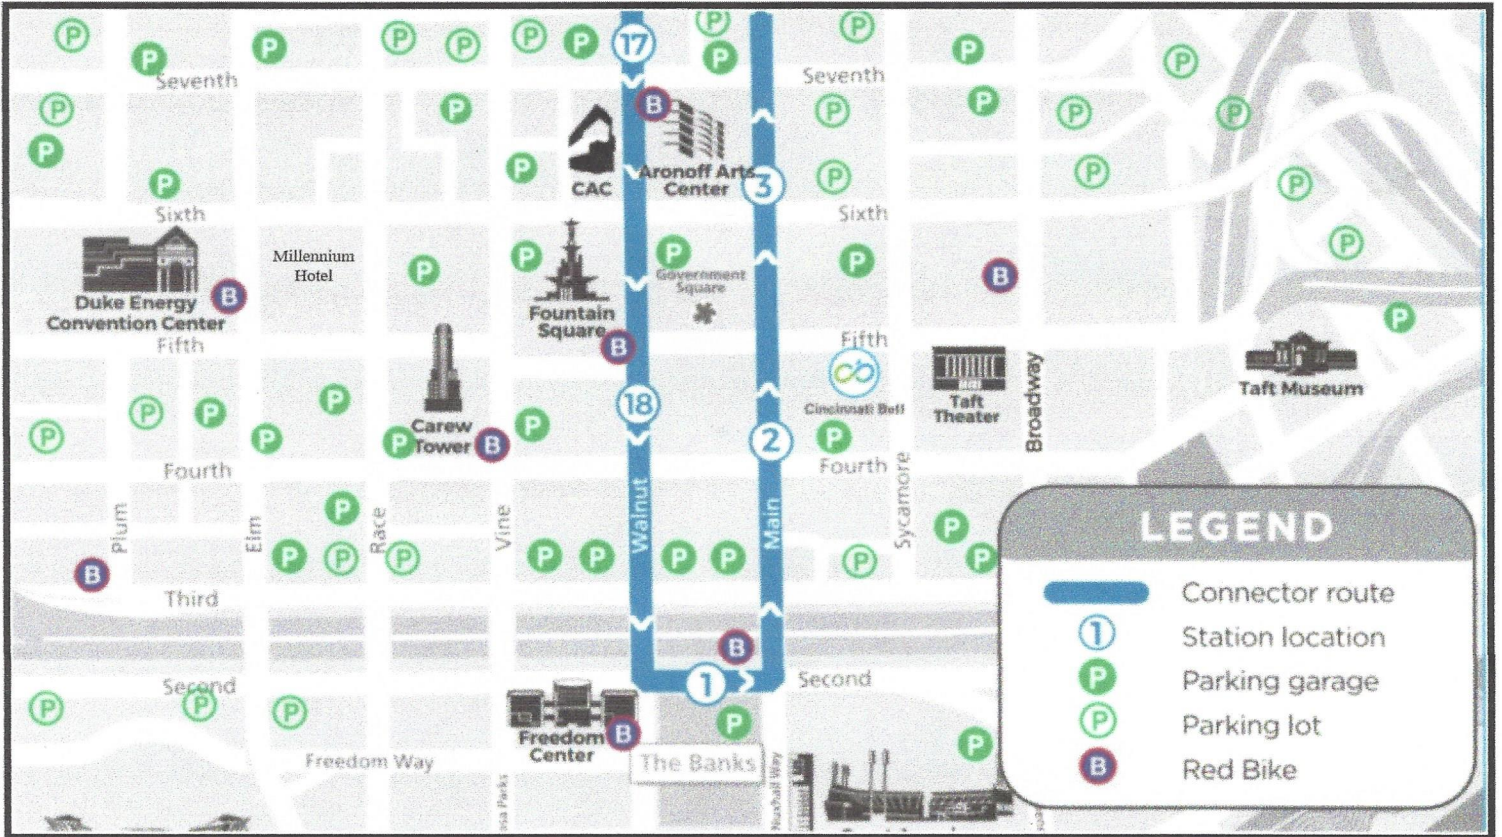 P
P
P
P
P
P
P
17
P
P
P
P
P
Seventh
Seventh
P
P
B
P
P
P
P
P
P
CAC
Aronoff Arts
Center
3
P
P
P
P
Sixth
Sixth
Millennium
Hotel
P
P
P
P
P
B
Government
Square
Duke Energy
Convention Center
B
Fountain
Square
B
P
Fifth
Fifth
Cincinnati Bell
Taft
Theater
Broadway
Taft Museum
P
P
P
P
P
P
Carew
Tower
B
P
18
2
P
Fourth
Fourth
Plum
Elm
Race
Vine
Walnut
Main
Sycamore
P
P
P
P
P
P
P
P
P
P
P
B
P
Third
B
Second
Second
1
P
P
P
P
Freedom
Center
B
The Banks
Freedom Way
P
LEGEND
Connector route
1 Station location
P Parking garage
P Parking lot
B Red Bike